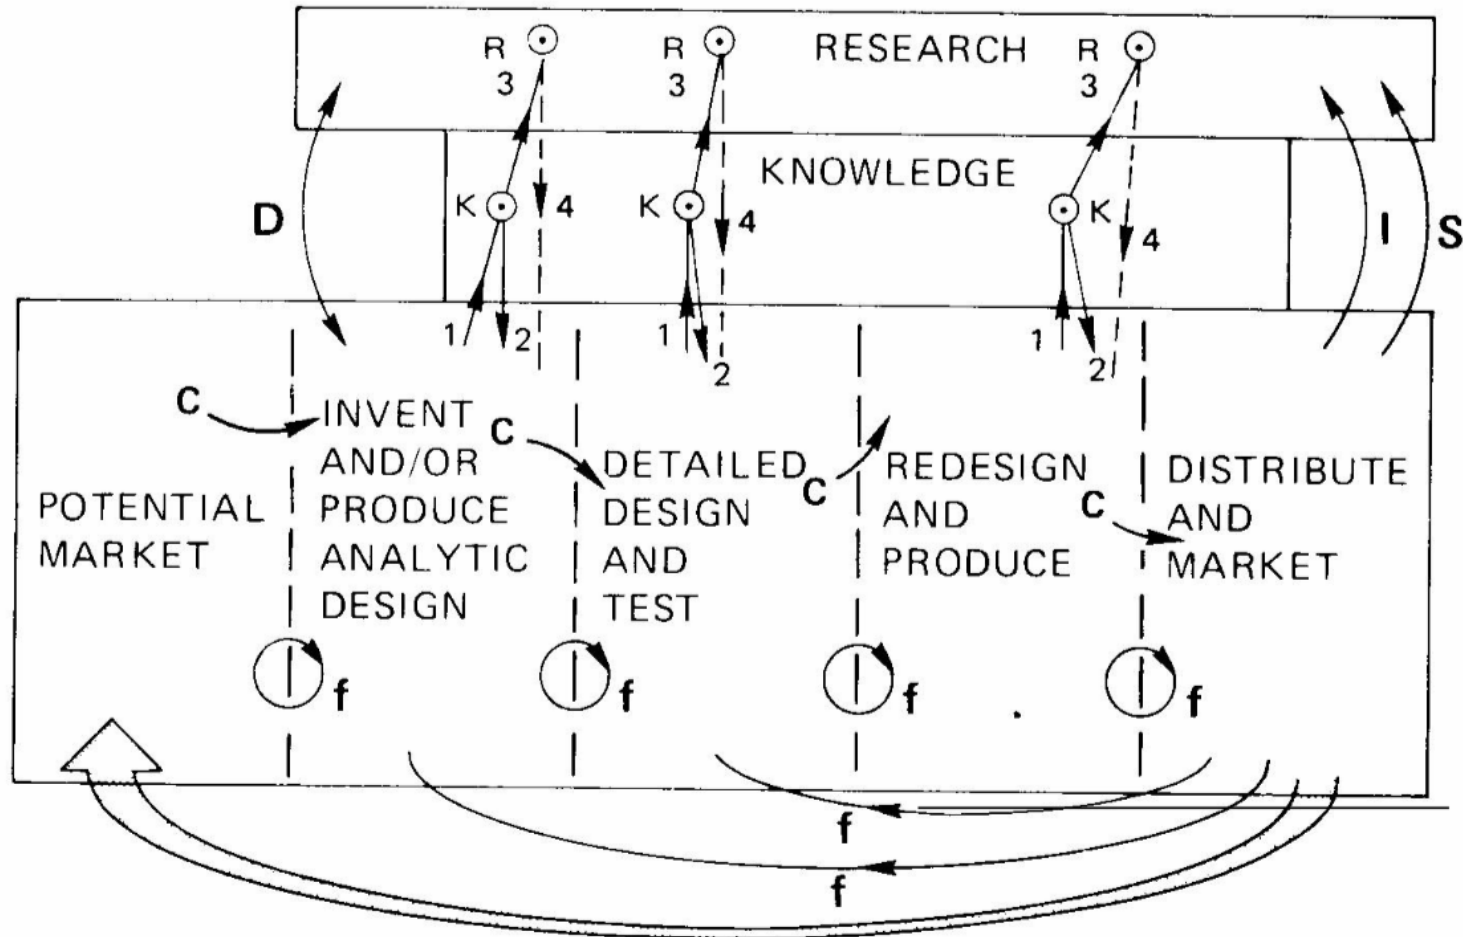 R
R
RESEARCH
R
3
3
3
KNOWLEDGE
K
4
K
4
K
4
D
I
S
1
2
1
2
1
2
C
C
C
C
INVENT
AND/OR
PRODUCE
ANALYTIC
DESIGN
POTENTIAL
MARKET
DETAILED
DESIGN
AND
TEST
REDESIGN
AND
PRODUCE
DISTRIBUTE
AND
MARKET
f
f
f
f
f
f